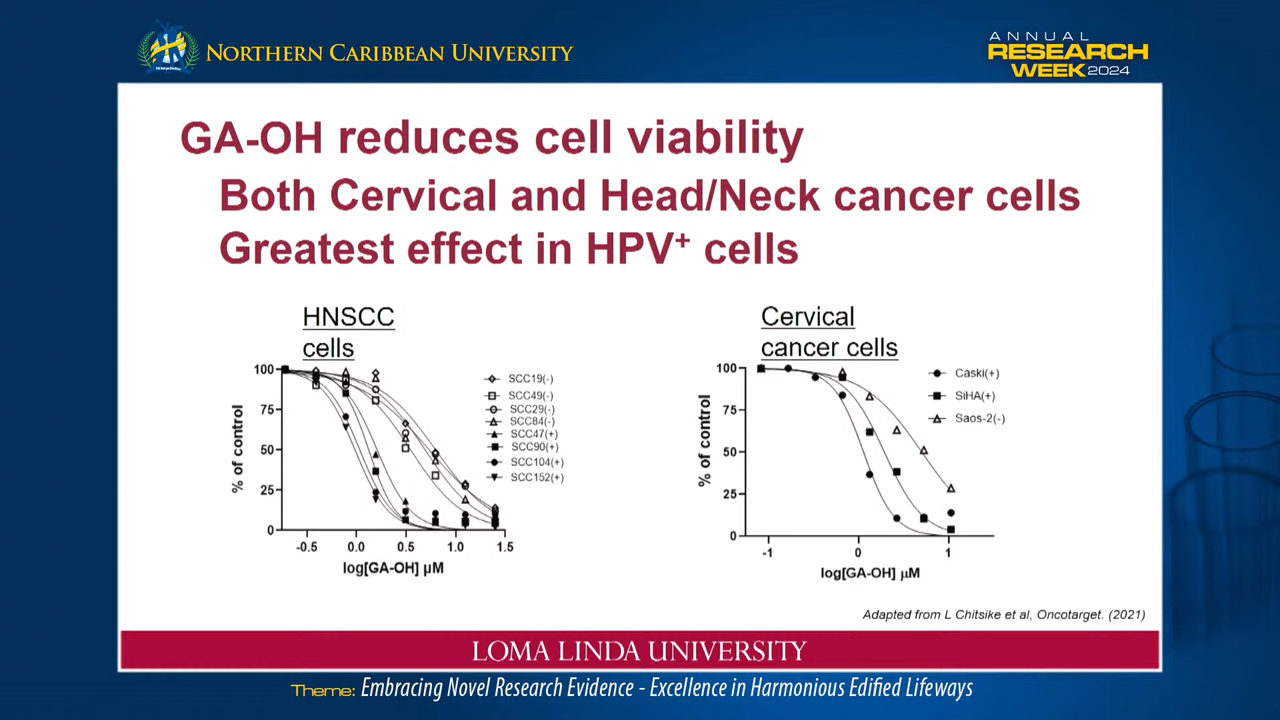 NORTHERN CARIBBEAN UNIVERSITY
ANNUAL
RESEARCH
WEEK 2024
GA-OH reduces cell viability
Both Cervical and Head/Neck cancer cells
Greatest effect in HPV⁺ cells
HNSCC
cells
% of control
100
75
50
25
0
-0.5 0.0 0.5 1.0 1.5
log[GA-OH] µM
SCC19(-)
SCC49(-)
SCC29(-)
SCC84(-)
SCC47(+)
SCC90(+)
SCC104(+)
SCC152(+)
Cervical
cancer cells
% of control
100
75
50
25
0
-1 0 1
log[GA-OH] µM
Caski(+)
SiHA(+)
Saos-2(-)
Adapted from L Chitsike et al, Oncotarget. (2021)
LOMA LINDA UNIVERSITY
Theme: Embracing Novel Research Evidence - Excellence in Harmonious Edified Lifeways